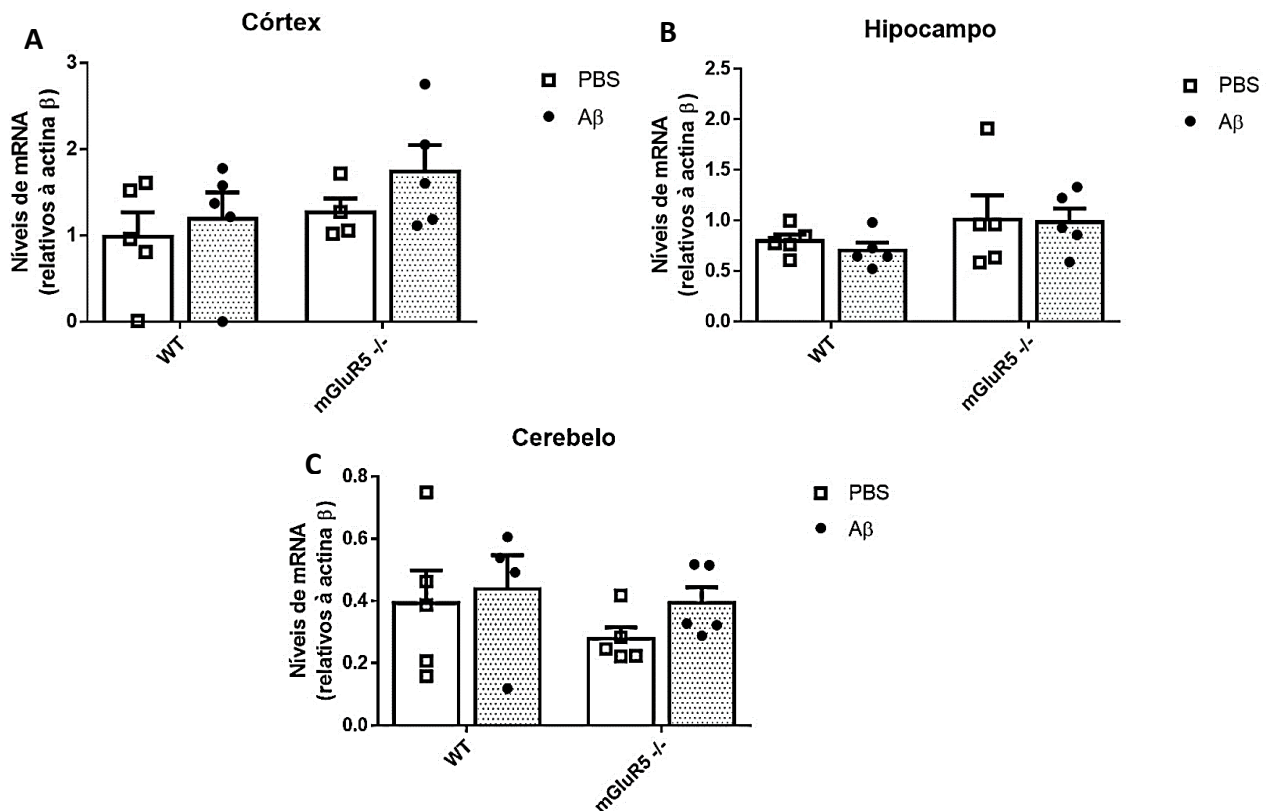 A
Córtex
Níveis de mRNA
(relativos à actina β)
3
2
1
0
WT
mGluR5 -/-
PBS
Aβ
B
Hipocampo
Níveis de mRNA
(relativos à actina β)
2.5
2.0
1.5
1.0
0.5
0.0
WT
mGluR5 -/-
PBS
Aβ
C
Cerebelo
Níveis de mRNA
(relativos à actina β)
0.8
0.6
0.4
0.2
0.0
WT
mGluR5 -/-
PBS
Aβ